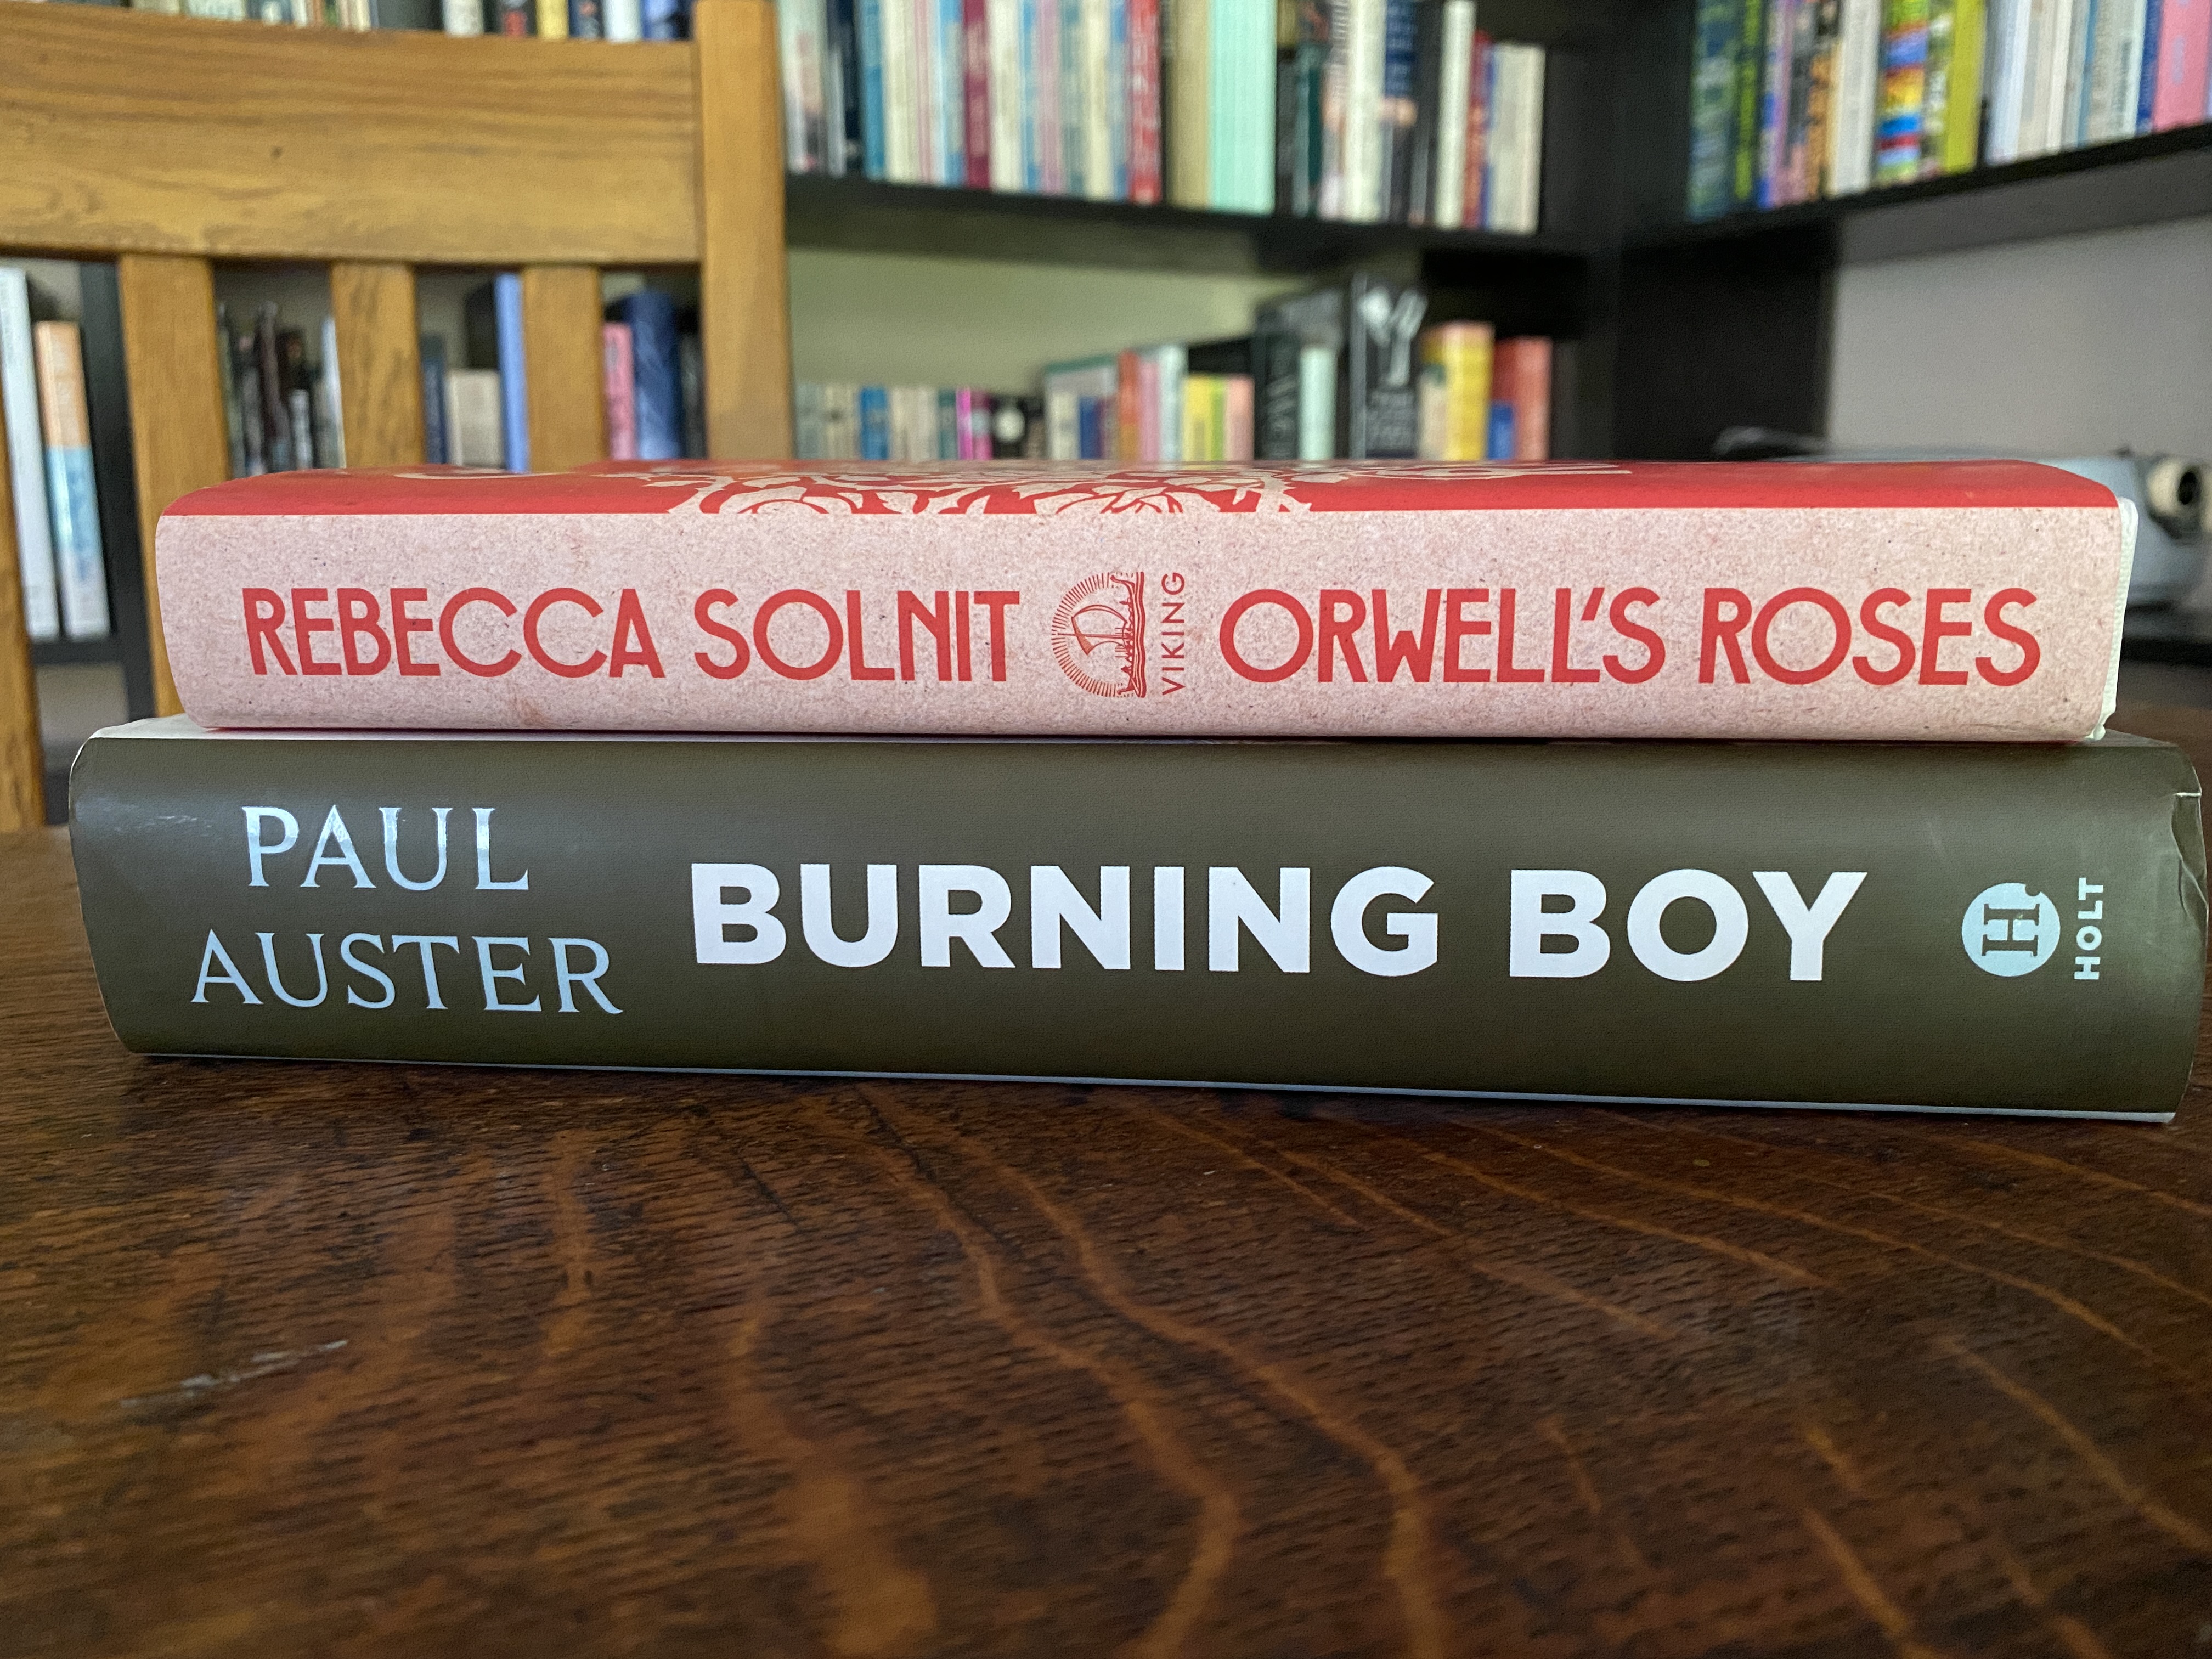 REBECCA SOLNIT VIKING ORWELL'S ROSES
PAUL
AUSTER
BURNING BOY
H
HOLT